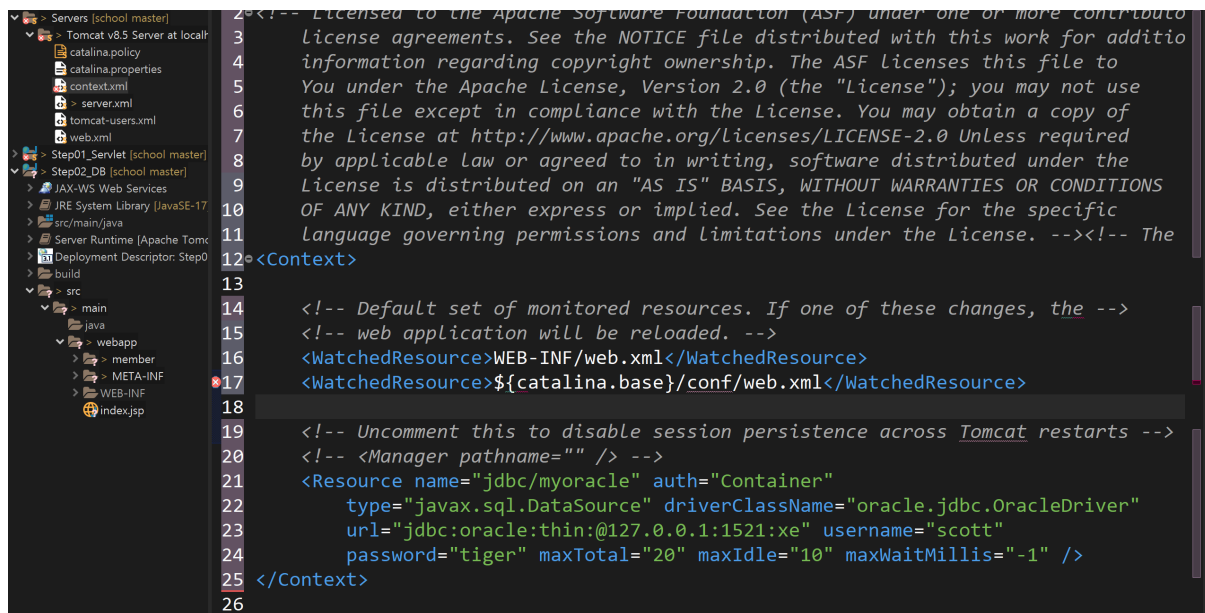 > Servers [school master]
> Tomcat v8.5 Server at localh
catalina.policy
catalina.properties
context.xml
> server.xml
tomcat-users.xml
web.xml
> Step01_Servlet [school master]
> Step02_DB [school master]
JAX-WS Web Services
JRE System Library [JavaSE-17
src/main/java
Server Runtime [Apache Tomc
Deployment Descriptor: Step0
build
> src
> main
java
> webapp
> member
> META-INF
WEB-INF
index.jsp
2 <!-- Licensed to the Apache Software Foundation (ASF) under one or more contributo
3 license agreements. See the NOTICE file distributed with this work for additio
4 information regarding copyright ownership. The ASF licenses this file to
5 You under the Apache License, Version 2.0 (the "License"); you may not use
6 this file except in compliance with the License. You may obtain a copy of
7 the License at http://www.apache.org/licenses/LICENSE-2.0 Unless required
8 by applicable law or agreed to in writing, software distributed under the
9 License is distributed on an "AS IS" BASIS, WITHOUT WARRANTIES OR CONDITIONS
10 OF ANY KIND, either express or implied. See the License for the specific
11 language governing permissions and limitations under the License. --><!-- The
12 <Context>
13
14 <!-- Default set of monitored resources. If one of these changes, the -->
15 <!-- web application will be reloaded. -->
16 <WatchedResource>WEB-INF/web.xml</WatchedResource>
17 <WatchedResource>${catalina.base}/conf/web.xml</WatchedResource>
18
19 <!-- Uncomment this to disable session persistence across Tomcat restarts -->
20 <!-- <Manager pathname="" /> -->
21 <Resource name="jdbc/myoracle" auth="Container"
22 type="javax.sql.DataSource" driverClassName="oracle.jdbc.OracleDriver"
23 url="jdbc:oracle:thin:@127.0.0.1:1521:xe" username="scott"
24 password="tiger" maxTotal="20" maxIdle="10" maxWaitMillis="-1" />
25 </Context>
26